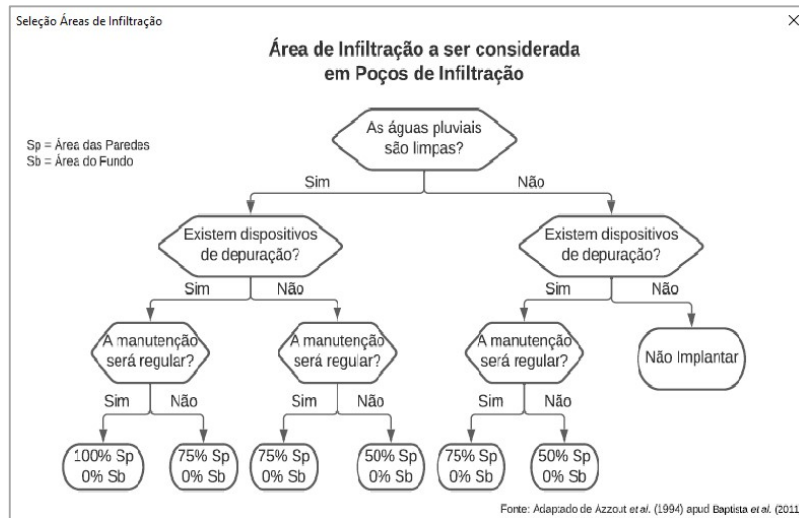 Seleção Áreas de Infiltração
Área de Infiltração a ser considerada
em Poços de Infiltração
Sp = Área das Paredes
Sb = Área do Fundo
As águas pluviais
são limpas?
Sim
Não
Existem dispositivos
de depuração?
Existem dispositivos
de depuração?
Sim
Não
Sim
Não
A manutenção
será regular?
A manutenção
será regular?
A manutenção
será regular?
Não Implantar
Sim
Não
Sim
Não
Sim
Não
100% Sp
0% Sb
75% Sp
0% Sb
75% Sp
0% Sb
50% Sp
0% Sb
75% Sp
0% Sb
50% Sp
0% Sb
Fonte: Adaptado de Azzout et al. (1994) apud Baptista et al. (2011)